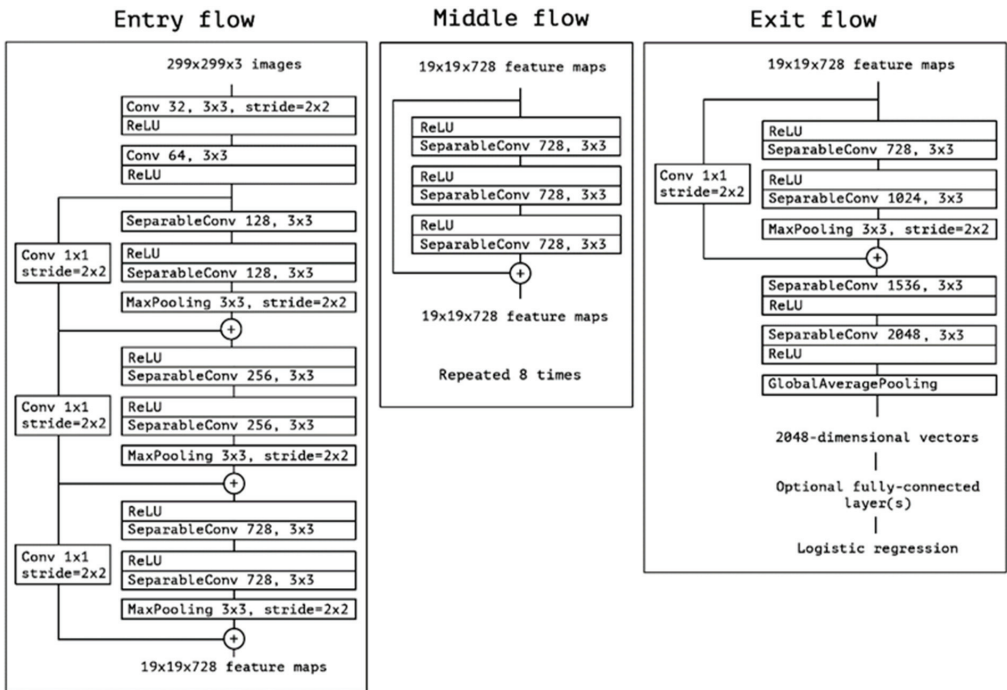 Entry flow
299x299x3 images
Conv 32, 3x3, stride=2x2
ReLU
Conv 64, 3x3
ReLU
SeparableConv 128, 3x3
Conv 1x1
stride=2x2
ReLU
SeparableConv 128, 3x3
MaxPooling 3x3, stride=2x2
+
ReLU
SeparableConv 256, 3x3
Conv 1x1
stride=2x2
ReLU
SeparableConv 256, 3x3
MaxPooling 3x3, stride=2x2
+
ReLU
SeparableConv 728, 3x3
Conv 1x1
stride=2x2
ReLU
SeparableConv 728, 3x3
MaxPooling 3x3, stride=2x2
+
19x19x728 feature maps
Middle flow
19x19x728 feature maps
ReLU
SeparableConv 728, 3x3
ReLU
SeparableConv 728, 3x3
ReLU
SeparableConv 728, 3x3
+
19x19x728 feature maps
Repeated 8 times
Exit flow
19x19x728 feature maps
ReLU
SeparableConv 728, 3x3
Conv 1x1
stride=2x2
ReLU
SeparableConv 1024, 3x3
MaxPooling 3x3, stride=2x2
+
SeparableConv 1536, 3x3
ReLU
SeparableConv 2048, 3x3
ReLU
GlobalAveragePooling
2048-dimensional vectors
Optional fully-connected
layer(s)
Logistic regression